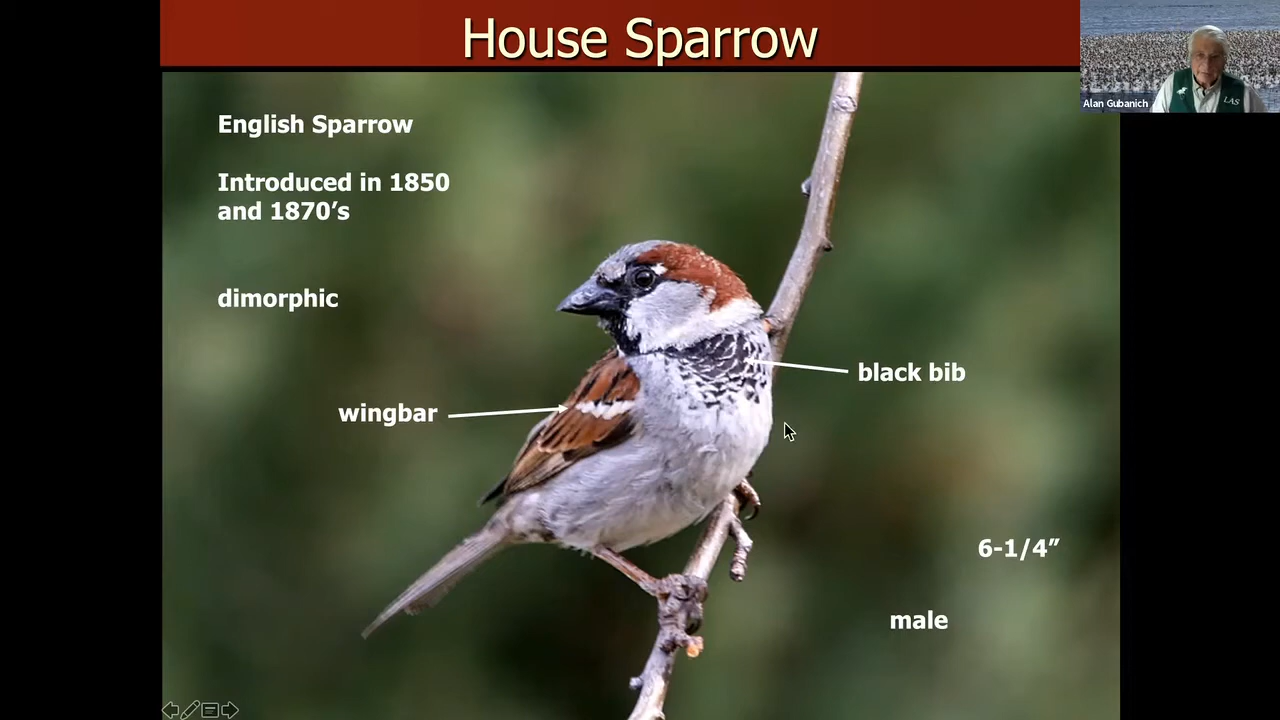 House Sparrow
Alan Gubanich
LAS
English Sparrow
Introduced in 1850
and 1870’s
dimorphic
black bib
wingbar
6-1/4”
male